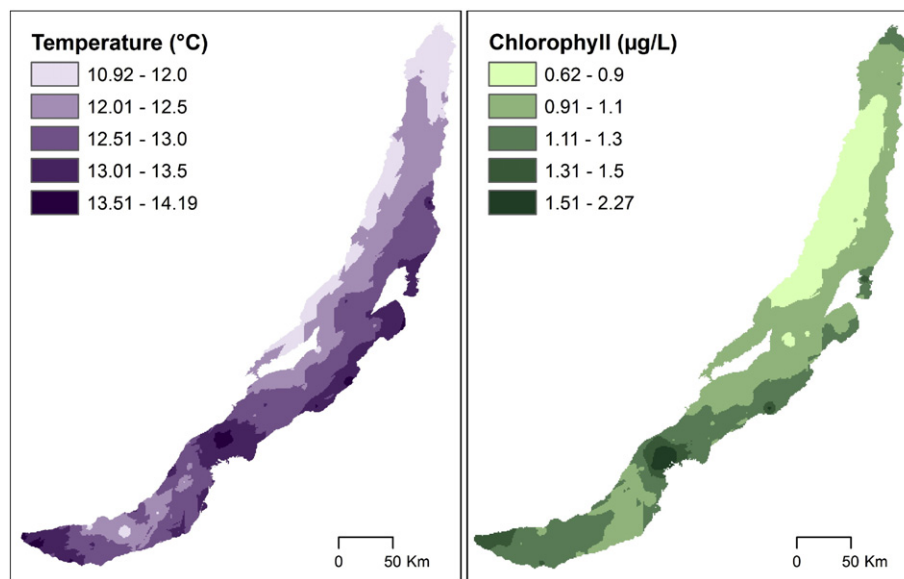 Temperature (°C)
10.92 - 12.0
12.01 - 12.5
12.51 - 13.0
13.01 - 13.5
13.51 - 14.19
0 50 Km
Chlorophyll (µg/L)
0.62 - 0.9
0.91 - 1.1
1.11 - 1.3
1.31 - 1.5
1.51 - 2.27
0 50 Km